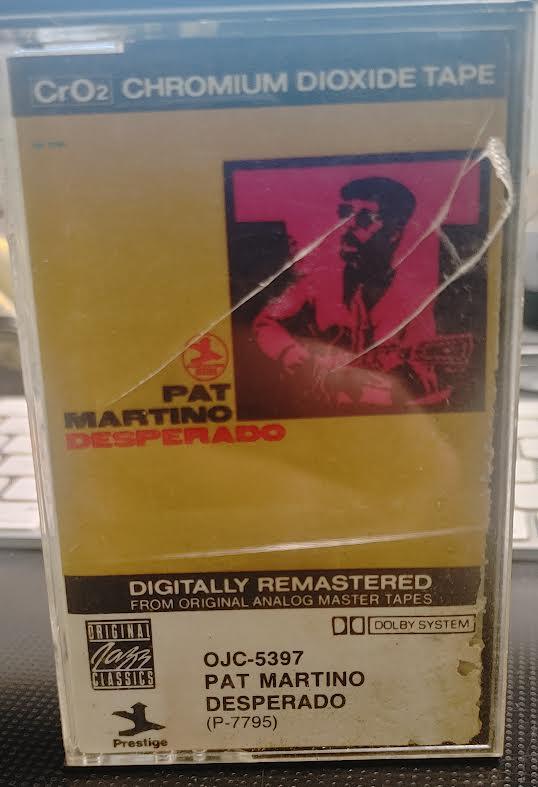 CrO2 CHROMIUM DIOXIDE TAPE
PAT
MARTINO
DESPERADO
DIGITALLY REMASTERED
FROM ORIGINAL ANALOG MASTER TAPES
DOLBY SYSTEM
ORIGINAL
Jazz
CLASSICS
OJC-5397
PAT MARTINO
DESPERADO
(P-7795)
Prestige